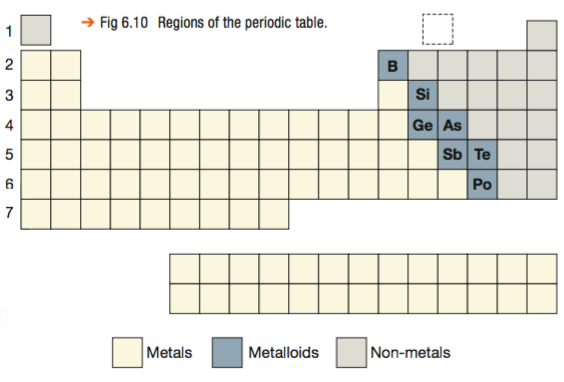 → Fig 6.10 Regions of the periodic table.
1
2 B
3 Si
4 Ge As
5 Sb Te
6 Po
7
Metals Metalloids Non-metals